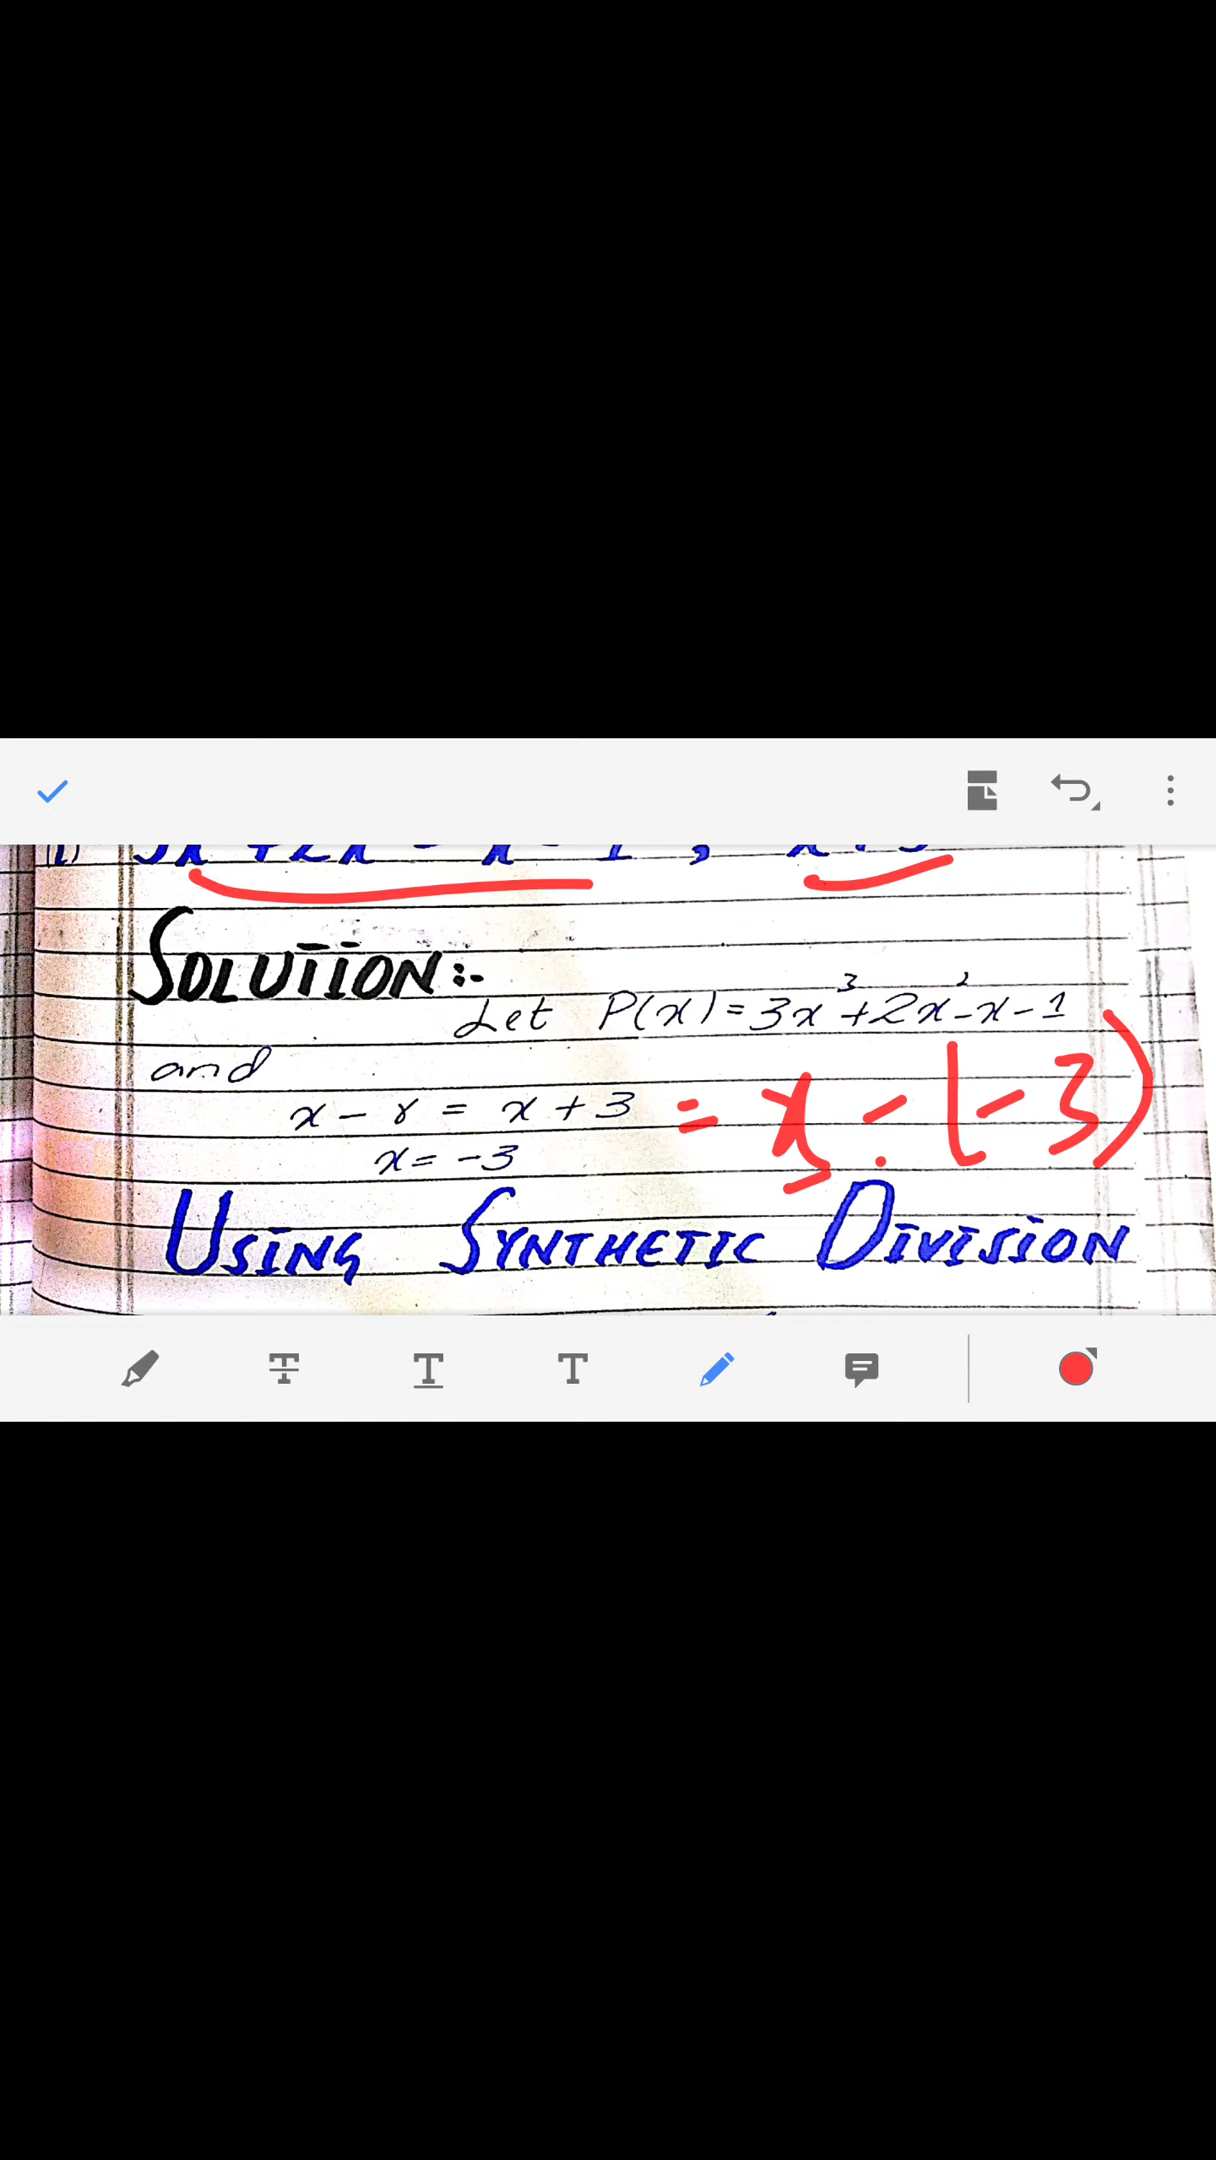 SOLUTION:-
Let P(x)=3x³+2x²-x-1
and
x - r = x + 3 = x - (-3)
x = -3
USING SYNTHETIC DIVISION